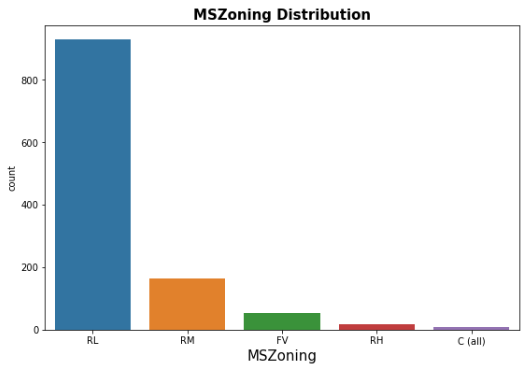 MSZoning Distribution
800
600
400
200
0
count
RL RM FV RH C (all)
MSZoning